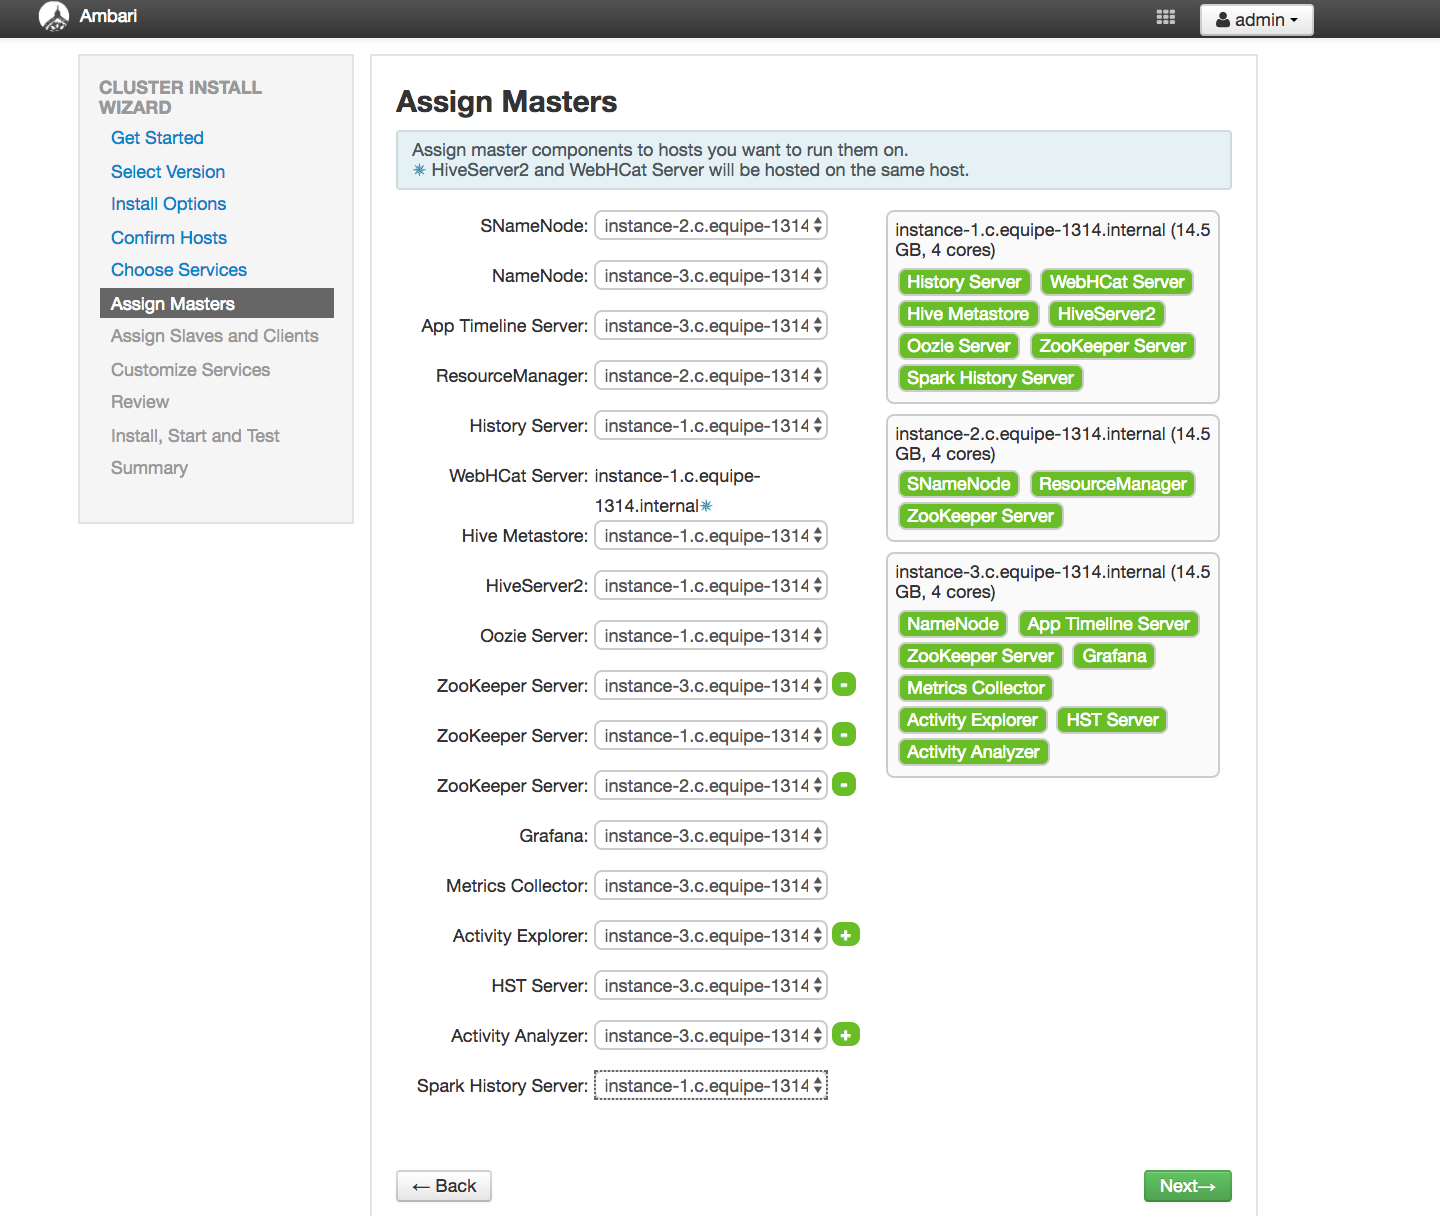 Ambari
admin
CLUSTER INSTALL
WIZARD
Get Started
Select Version
Install Options
Confirm Hosts
Choose Services
Assign Masters
Assign Slaves and Clients
Customize Services
Review
Install, Start and Test
Summary
Assign Masters
Assign master components to hosts you want to run them on.
✳ HiveServer2 and WebHCat Server will be hosted on the same host.
SNameNode: instance-2.c.equipe-1314
NameNode: instance-3.c.equipe-1314
App Timeline Server: instance-3.c.equipe-1314
ResourceManager: instance-2.c.equipe-1314
History Server: instance-1.c.equipe-1314
WebHCat Server: instance-1.c.equipe-
1314.internal✳
Hive Metastore: instance-1.c.equipe-1314
HiveServer2: instance-1.c.equipe-1314
Oozie Server: instance-1.c.equipe-1314
ZooKeeper Server: instance-3.c.equipe-1314 -
ZooKeeper Server: instance-1.c.equipe-1314 -
ZooKeeper Server: instance-2.c.equipe-1314 -
Grafana: instance-3.c.equipe-1314
Metrics Collector: instance-3.c.equipe-1314
Activity Explorer: instance-3.c.equipe-1314 +
HST Server: instance-3.c.equipe-1314
Activity Analyzer: instance-3.c.equipe-1314 +
Spark History Server: instance-1.c.equipe-1314
instance-1.c.equipe-1314.internal (14.5
GB, 4 cores)
History Server WebHCat Server
Hive Metastore HiveServer2
Oozie Server ZooKeeper Server
Spark History Server
instance-2.c.equipe-1314.internal (14.5
GB, 4 cores)
SNameNode ResourceManager
ZooKeeper Server
instance-3.c.equipe-1314.internal (14.5
GB, 4 cores)
NameNode App Timeline Server
ZooKeeper Server Grafana
Metrics Collector
Activity Explorer HST Server
Activity Analyzer
← Back
Next→